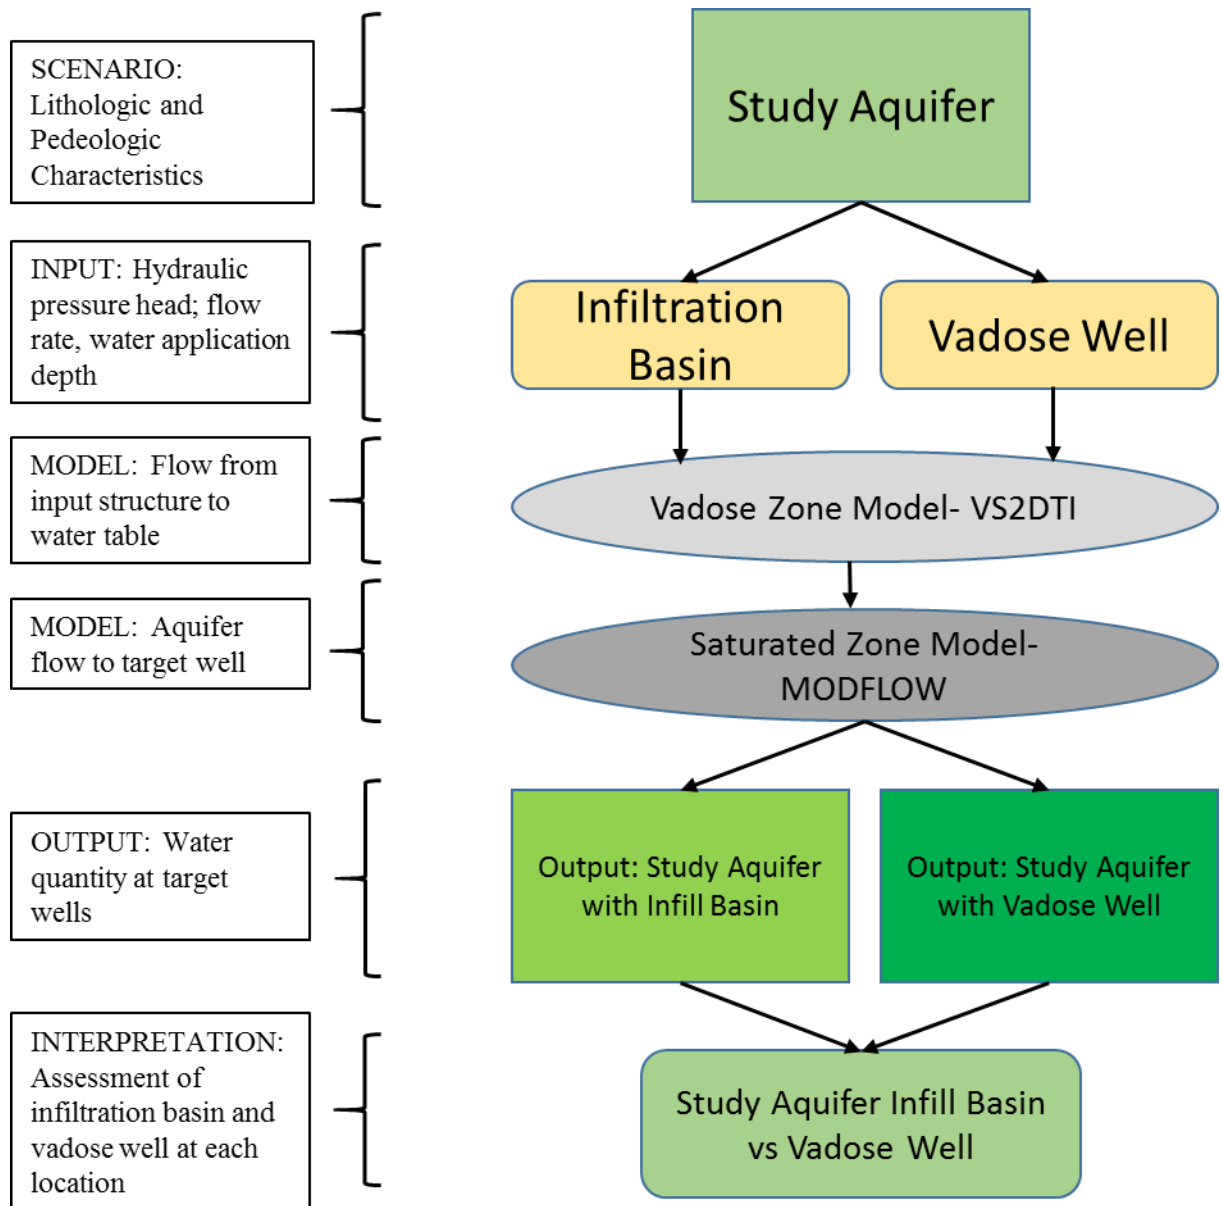 SCENARIO:
Lithologic and
Pedeologic
Characteristics
Study Aquifer
INPUT: Hydraulic
pressure head; flow
rate, water application
depth
Infiltration
Basin
Vadose Well
MODEL: Flow from
input structure to
water table
Vadose Zone Model- VS2DTI
MODEL: Aquifer
flow to target well
Saturated Zone Model-
MODFLOW
OUTPUT: Water
quantity at target
wells
Output: Study Aquifer
with Infill Basin
Output: Study Aquifer
with Vadose Well
INTERPRETATION:
Assessment of
infiltration basin and
vadose well at each
location
Study Aquifer Infill Basin
vs Vadose Well